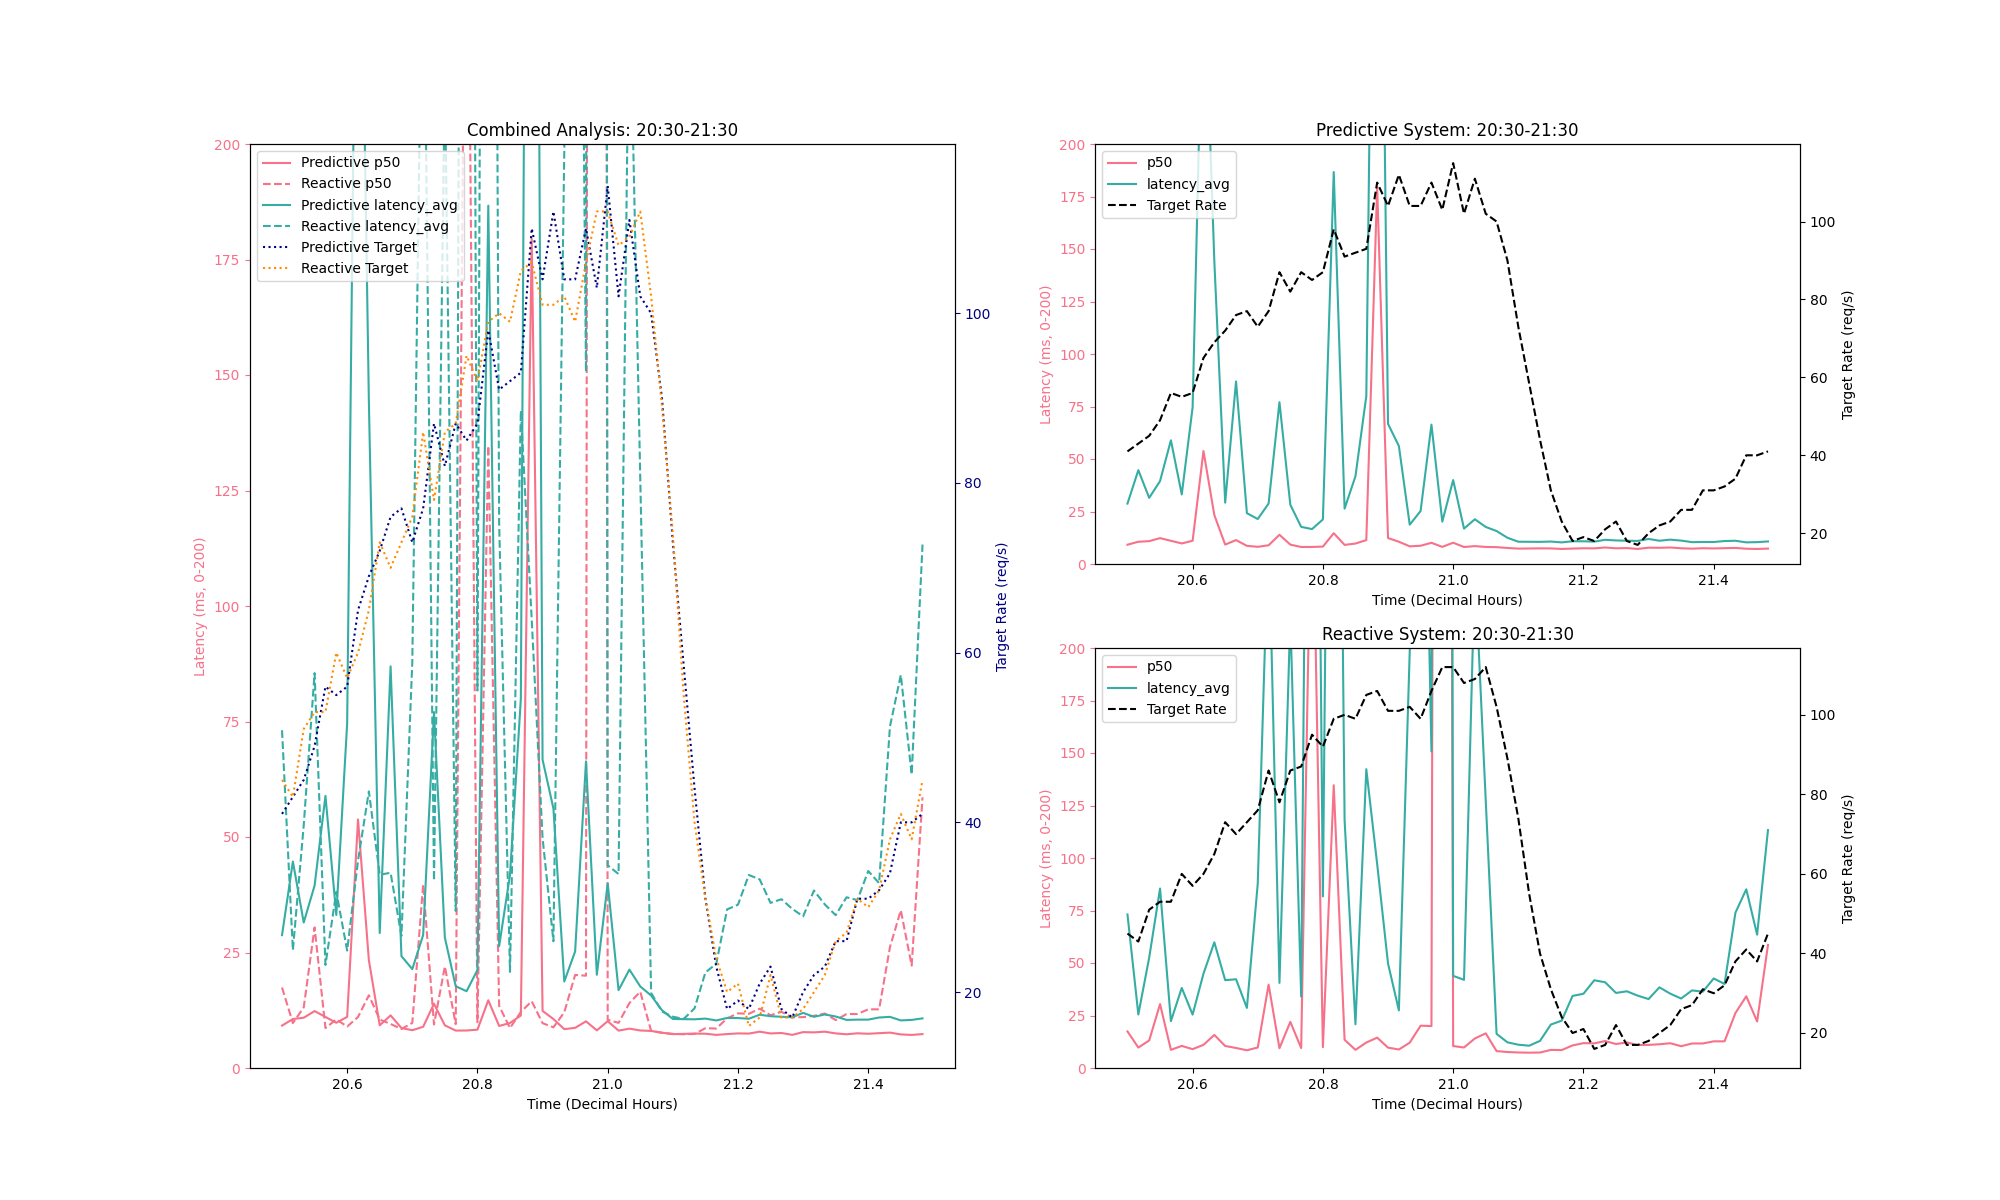 Combined Analysis: 20:30-21:30
Predictive p50
Reactive p50
Predictive latency_avg
Reactive latency_avg
Predictive Target
Reactive Target
200
175
150
125
100
75
50
25
0
Latency (ms, 0-200)
100
80
60
40
20
Target Rate (req/s)
20.6 20.8 21.0 21.2 21.4
Time (Decimal Hours)
Predictive System: 20:30-21:30
p50
latency_avg
Target Rate
200
175
150
125
100
75
50
25
0
Latency (ms, 0-200)
100
80
60
40
20
Target Rate (req/s)
20.6 20.8 21.0 21.2 21.4
Time (Decimal Hours)
Reactive System: 20:30-21:30
p50
latency_avg
Target Rate
200
175
150
125
100
75
50
25
0
Latency (ms, 0-200)
100
80
60
40
20
Target Rate (req/s)
20.6 20.8 21.0 21.2 21.4
Time (Decimal Hours)